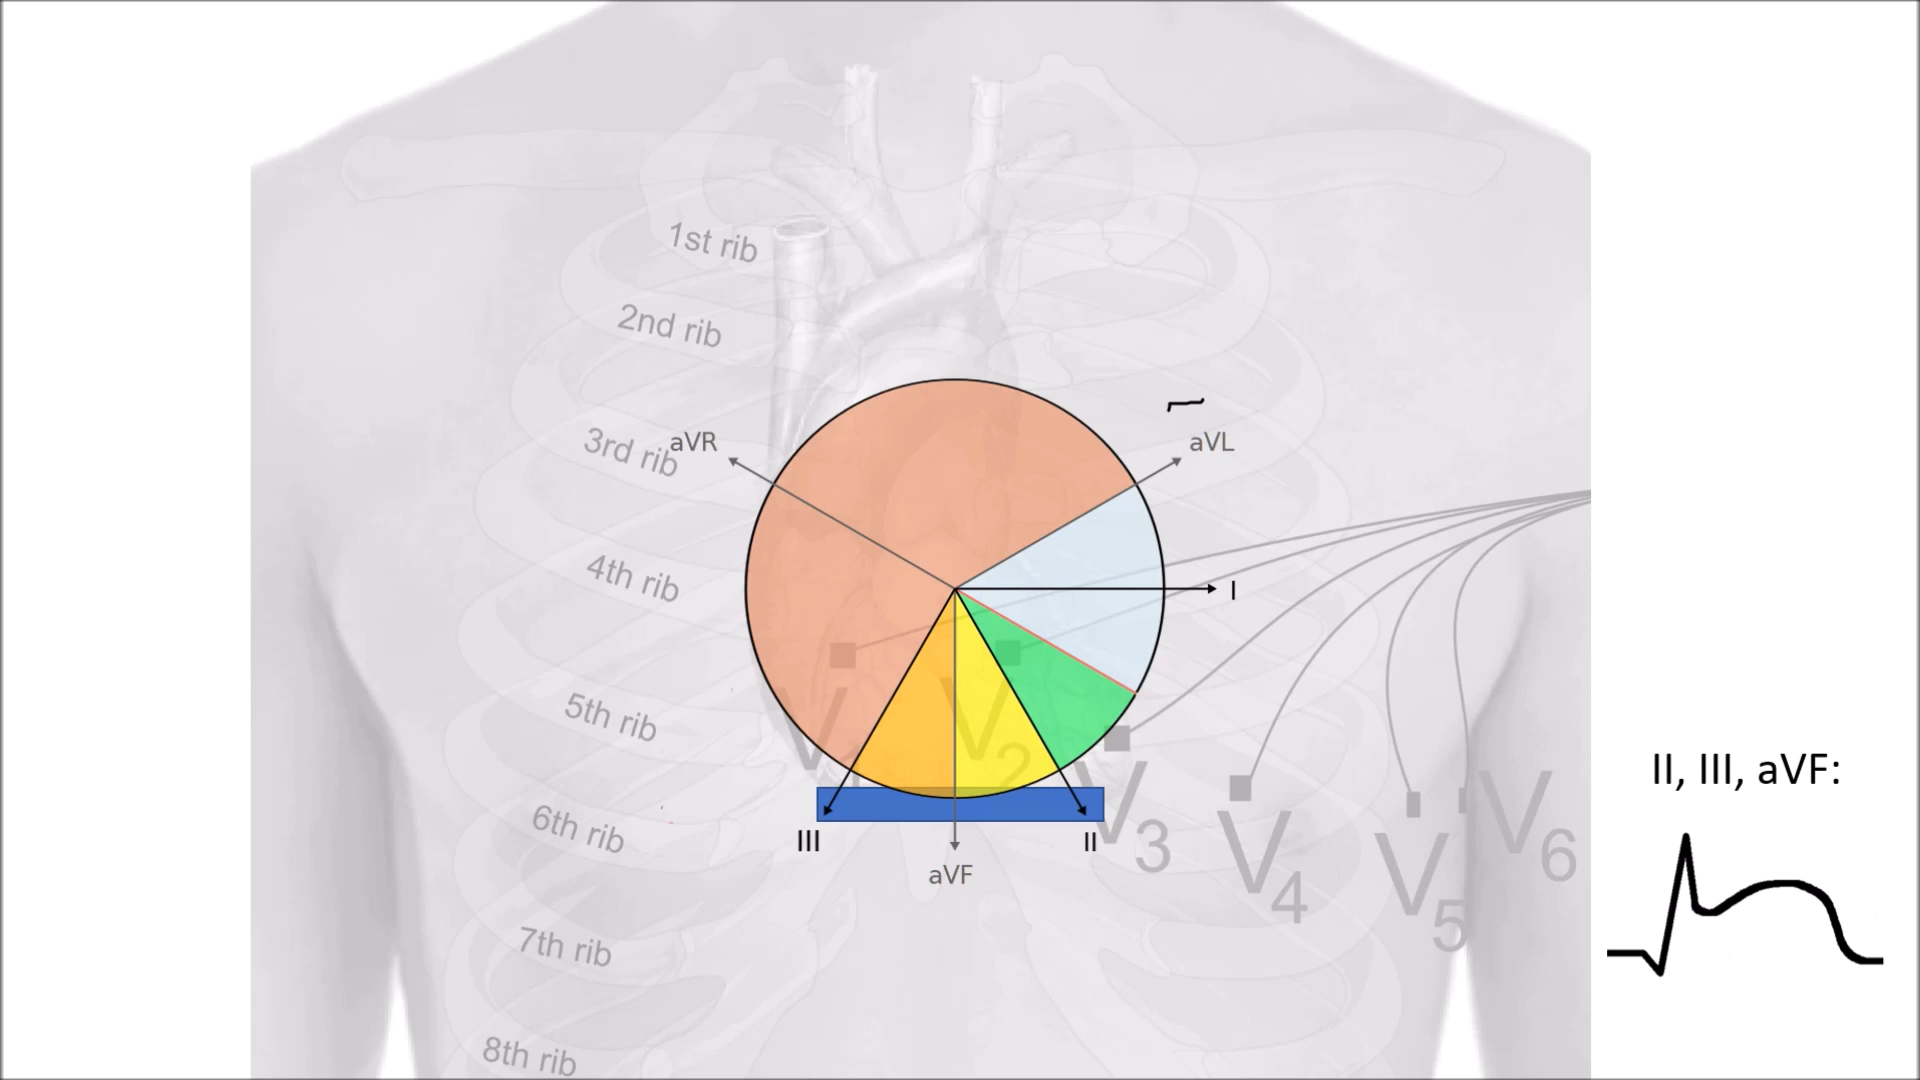 1st rib
2nd rib
3rd rib
aVR
aVL
4th rib
I
5th rib
V
V2
V3
V4
V5
V6
6th rib
III
II
aVF
7th rib
8th rib
II, III, aVF: